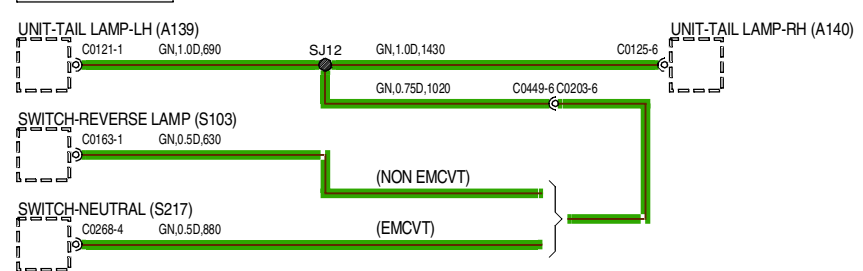 UNIT-TAIL LAMP-LH (A139) UNIT-TAIL LAMP-RH (A140)
C0121-1 GN,1.0D,690 SJ12 GN,1.0D,1430 C0125-6
GN,0.75D,1020 C0449-6 C0203-6
SWITCH-REVERSE LAMP (S103)
C0163-1 GN,0.5D,630
(NON EMCVT)
SWITCH-NEUTRAL (S217)
C0268-4 GN,0.5D,880 (EMCVT)